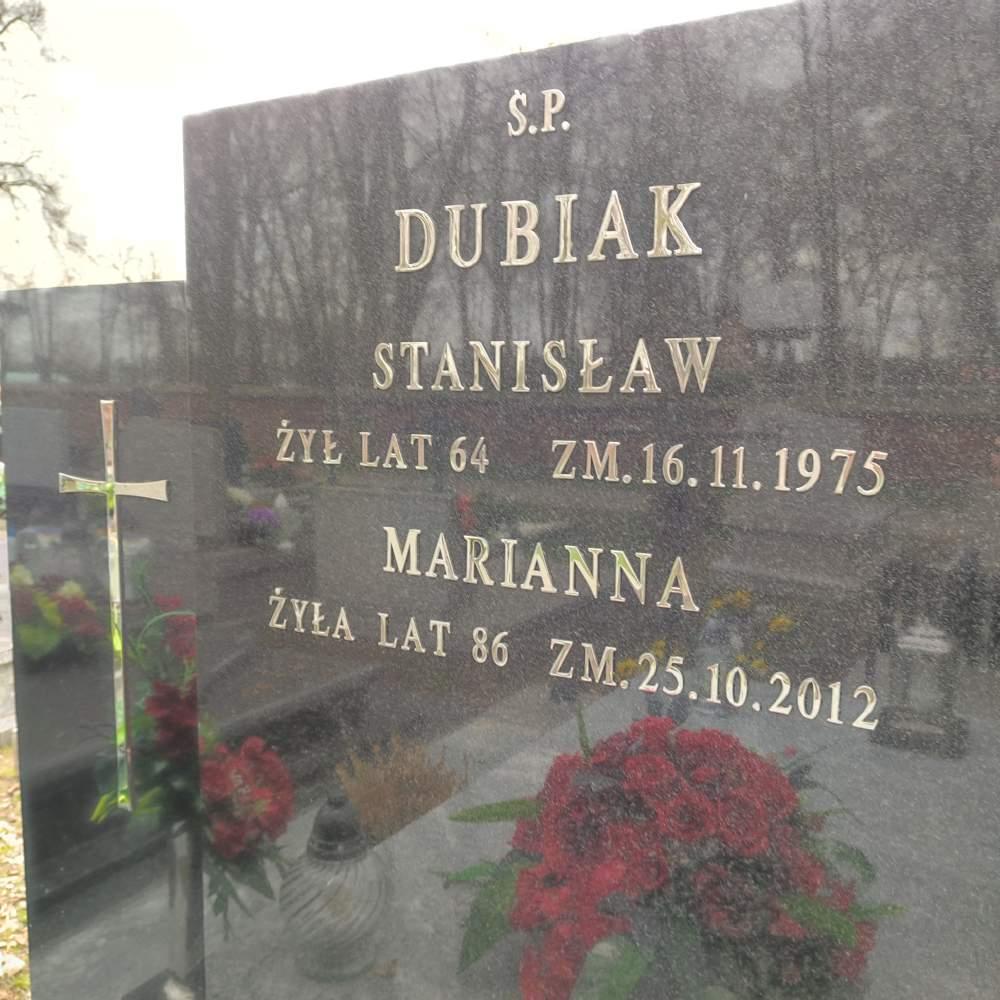 Ś.P.
DUBIAK
STANISŁAW
ŻYŁ LAT 64 ZM.16.11.1975
MARIANNA
ŻYŁA LAT 86 ZM.25.10.2012